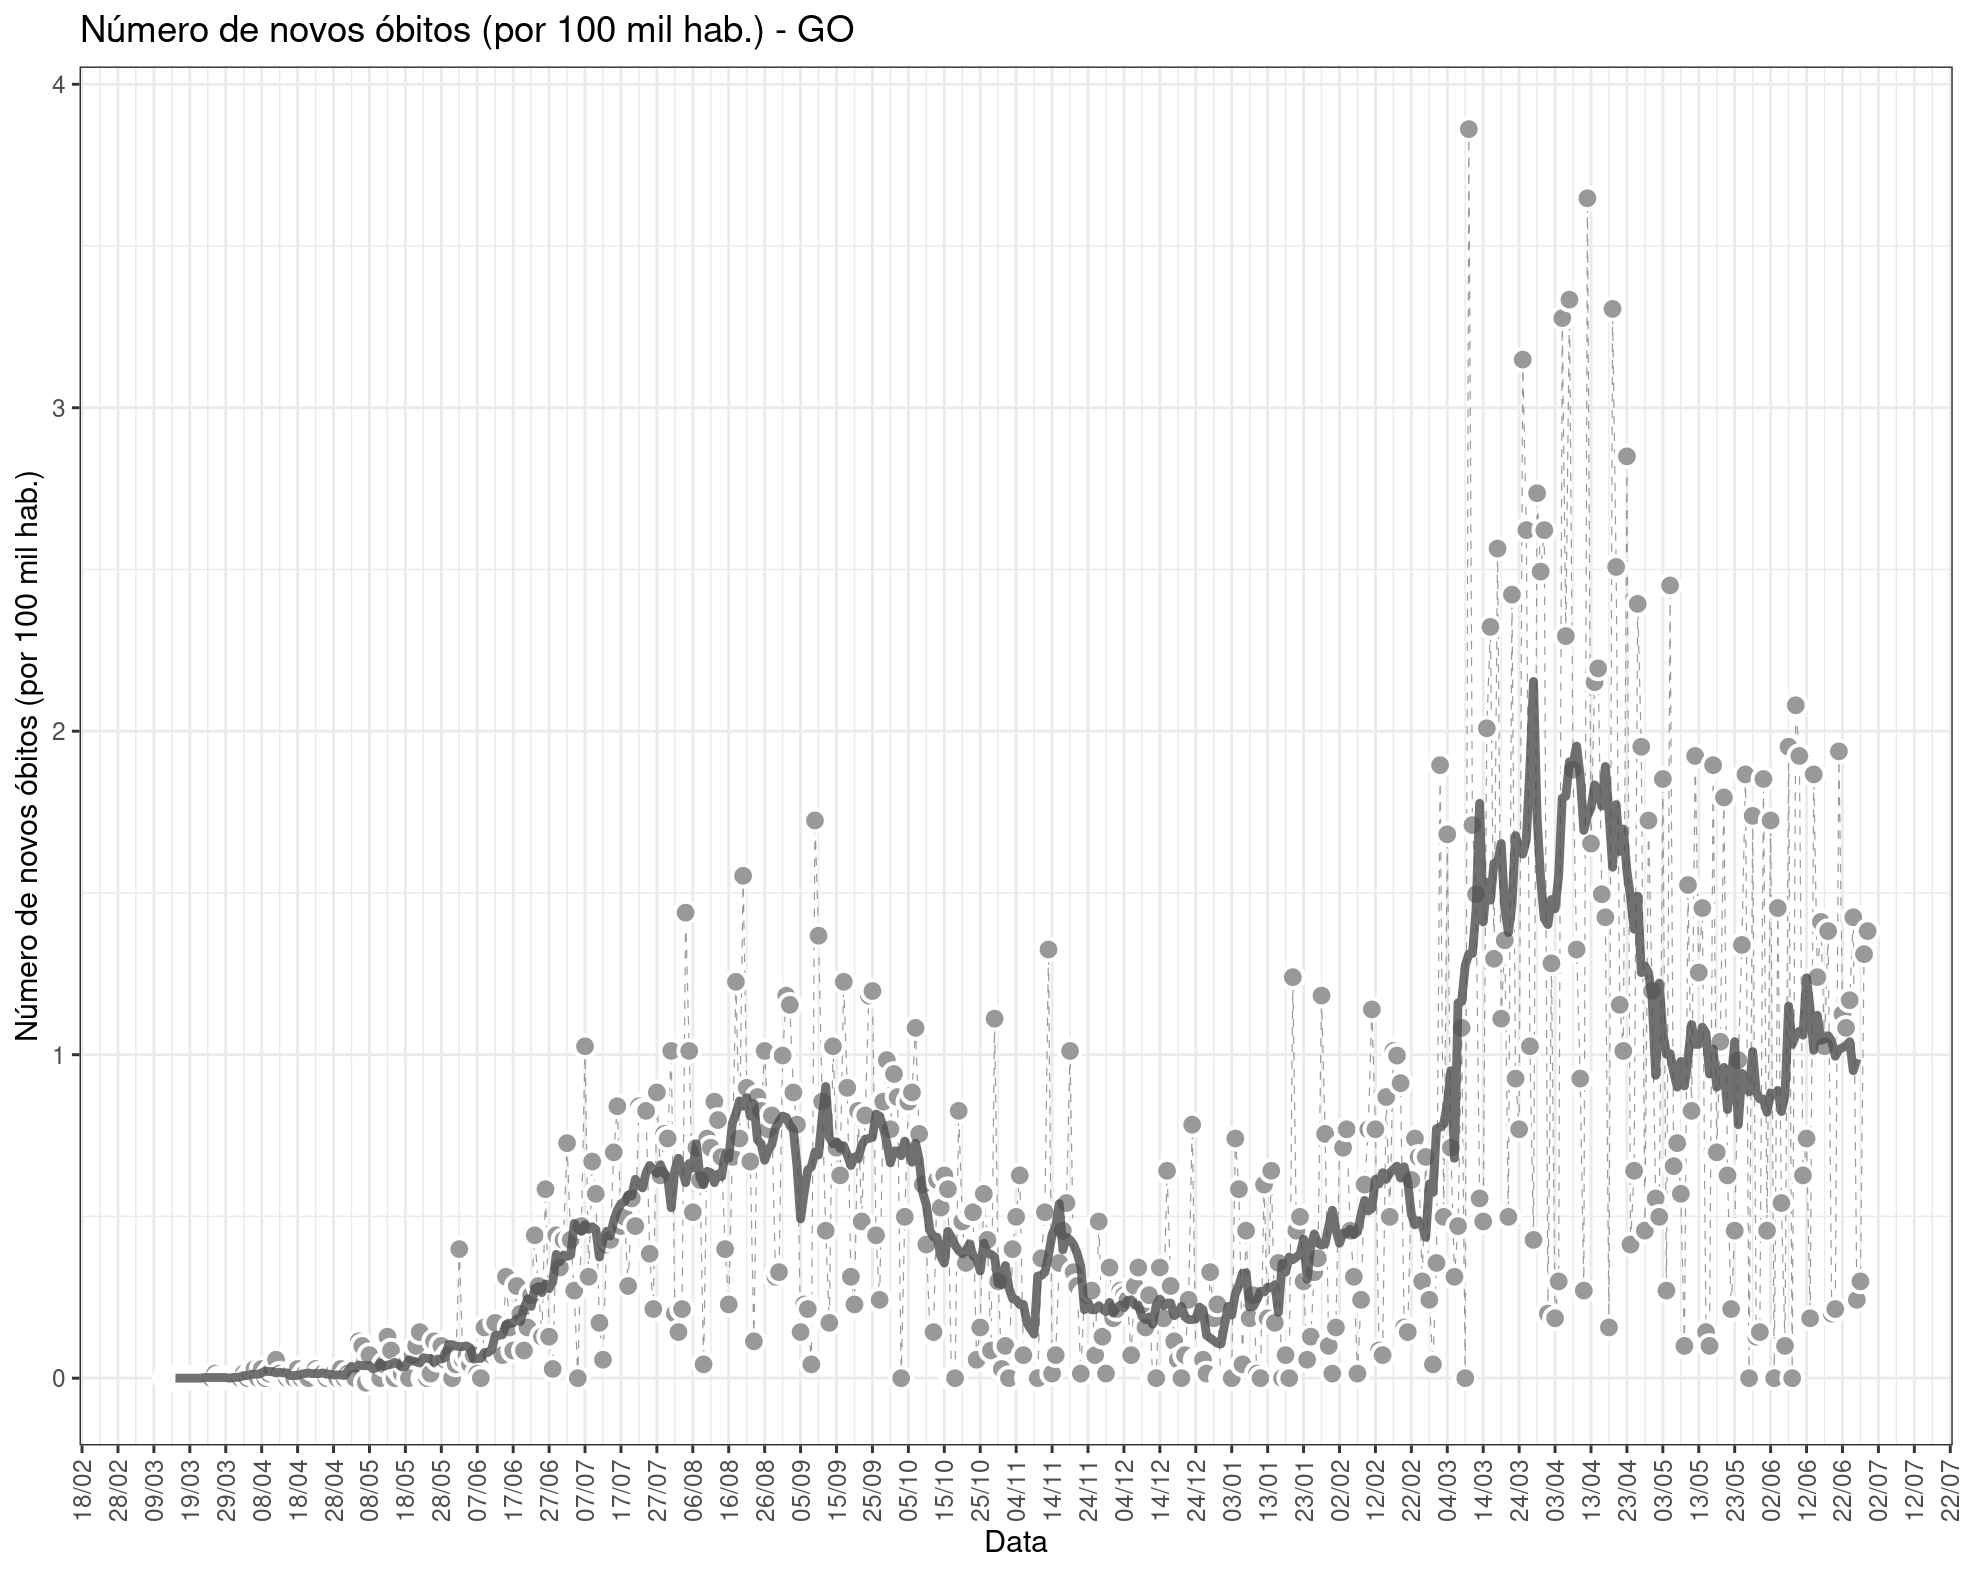 Número de novos óbitos (por 100 mil hab.) - GO
Número de novos óbitos (por 100 mil hab.)
4
3
2
1
0
18/02 28/02 09/03 19/03 29/03 08/04 18/04 28/04 08/05 18/05 28/05 07/06 17/06 27/06 07/07 17/07 27/07 06/08 16/08 26/08 05/09 15/09 25/09 05/10 15/10 25/10 04/11 14/11 24/11 04/12 14/12 24/12 03/01 13/01 23/01 02/02 12/02 22/02 04/03 14/03 24/03 03/04 13/04 23/04 03/05 13/05 23/05 02/06 12/06 22/06 02/07 12/07 22/07
Data